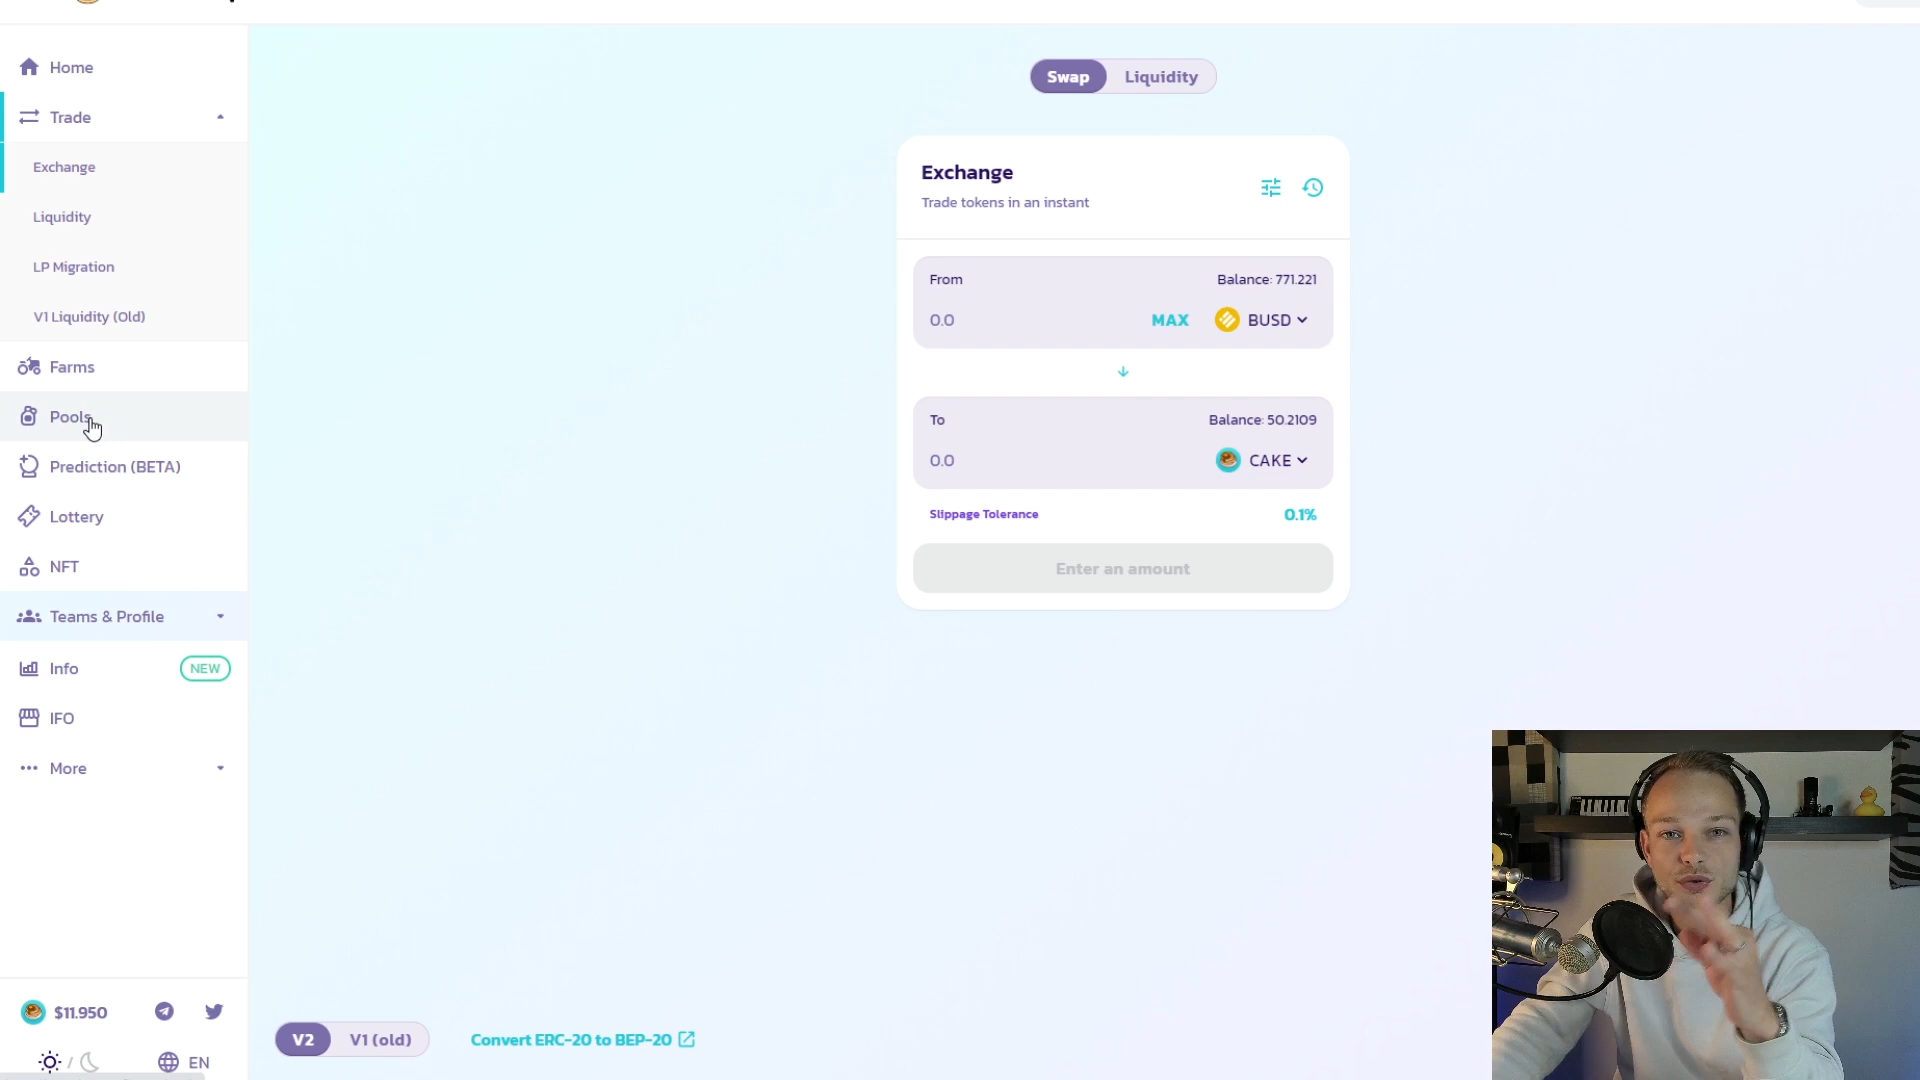 Home
Trade
Exchange
Liquidity
LP Migration
V1 Liquidity (Old)
Farms
Pools
Prediction (BETA)
Lottery
NFT
Teams & Profile
Info NEW
IFO
More
$11.950
/
EN
Swap Liquidity
Exchange
Trade tokens in an instant
From Balance: 771.221
0.0 MAX BUSD
To Balance: 50.2109
0.0 CAKE
Slippage Tolerance 0.1%
Enter an amount
V2 V1 (old) Convert ERC-20 to BEP-20